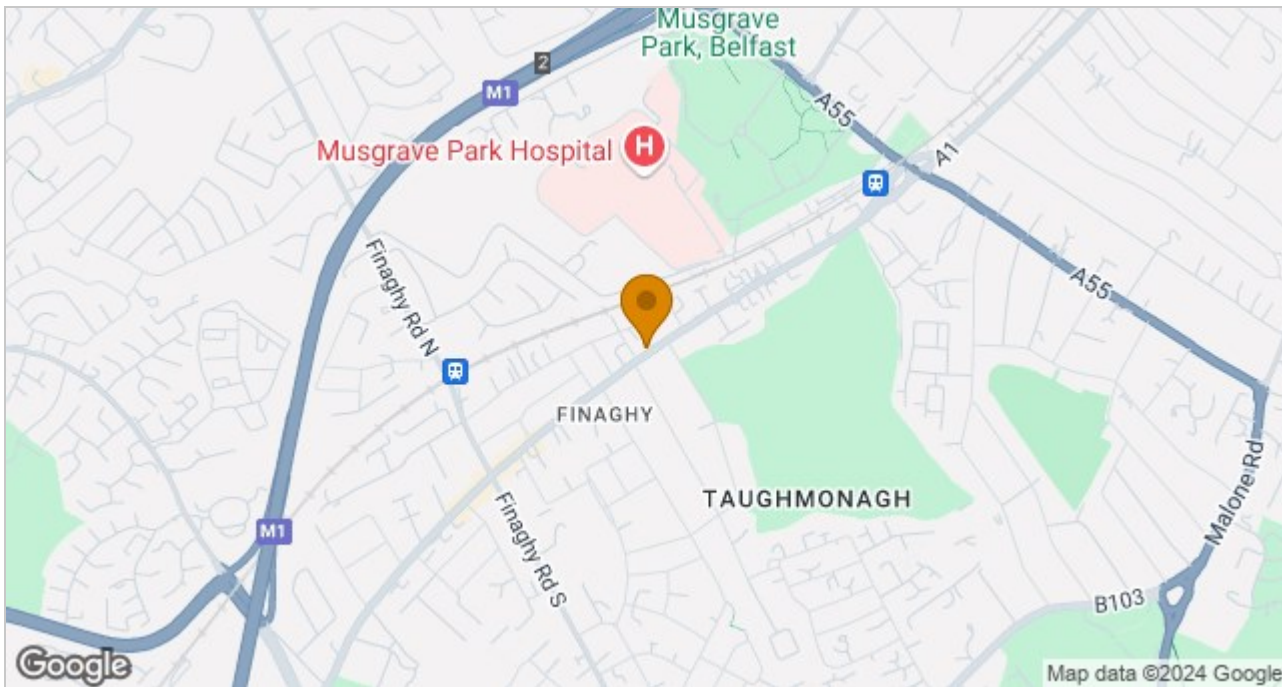 Musgrave
Park, Belfast
2
M1
A55
A1
Musgrave Park Hospital
H
Finaghy Rd N
A55
FINAGHY
TAUGHMONAGH
Malone Rd
M1
Finaghy Rd S
B103
Google
Map data ©2024 Google